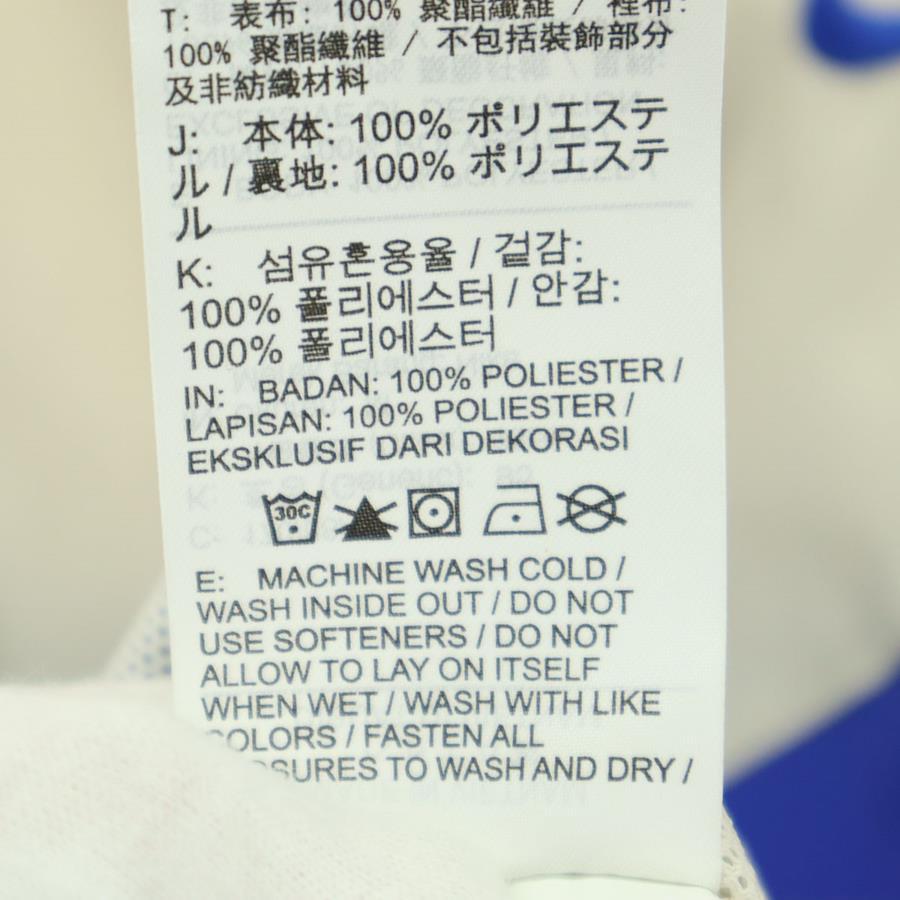 T: 表布: 100% 聚酯纖維 / 裡布:
100% 聚酯纖維 / 不包括裝飾部分
及非紡織材料
J: 本体: 100% ポリエステ
ル / 裏地: 100% ポリエステ
ル
K: 섬유혼용율 / 겉감:
100% 폴리에스터 / 안감:
100% 폴리에스터
IN: BADAN: 100% POLIESTER /
LAPISAN: 100% POLIESTER /
EKSKLUSIF DARI DEKORASI
30C
E: MACHINE WASH COLD /
WASH INSIDE OUT / DO NOT
USE SOFTENERS / DO NOT
ALLOW TO LAY ON ITSELF
WHEN WET / WASH WITH LIKE
COLORS / FASTEN ALL
SURES TO WASH AND DRY /